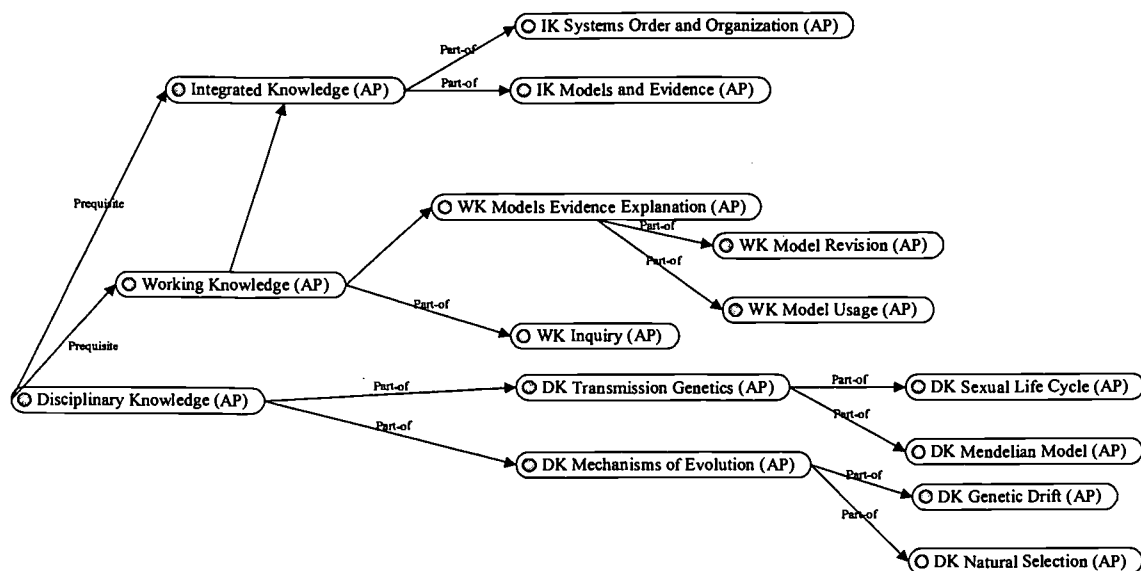 IK Systems Order and Organization (AP)
Part-of
Integrated Knowledge (AP)
Part-of
IK Models and Evidence (AP)
Prequisite
WK Models Evidence Explanation (AP)
Part-of
WK Model Revision (AP)
Part-of
Working Knowledge (AP)
Part-of
WK Model Usage (AP)
WK Inquiry (AP)
Prequisite
Disciplinary Knowledge (AP)
Part-of
DK Transmission Genetics (AP)
Part-of
DK Sexual Life Cycle (AP)
Part-of
Part-of
DK Mendelian Model (AP)
DK Mechanisms of Evolution (AP)
Part-of
DK Genetic Drift (AP)
Part-of
DK Natural Selection (AP)